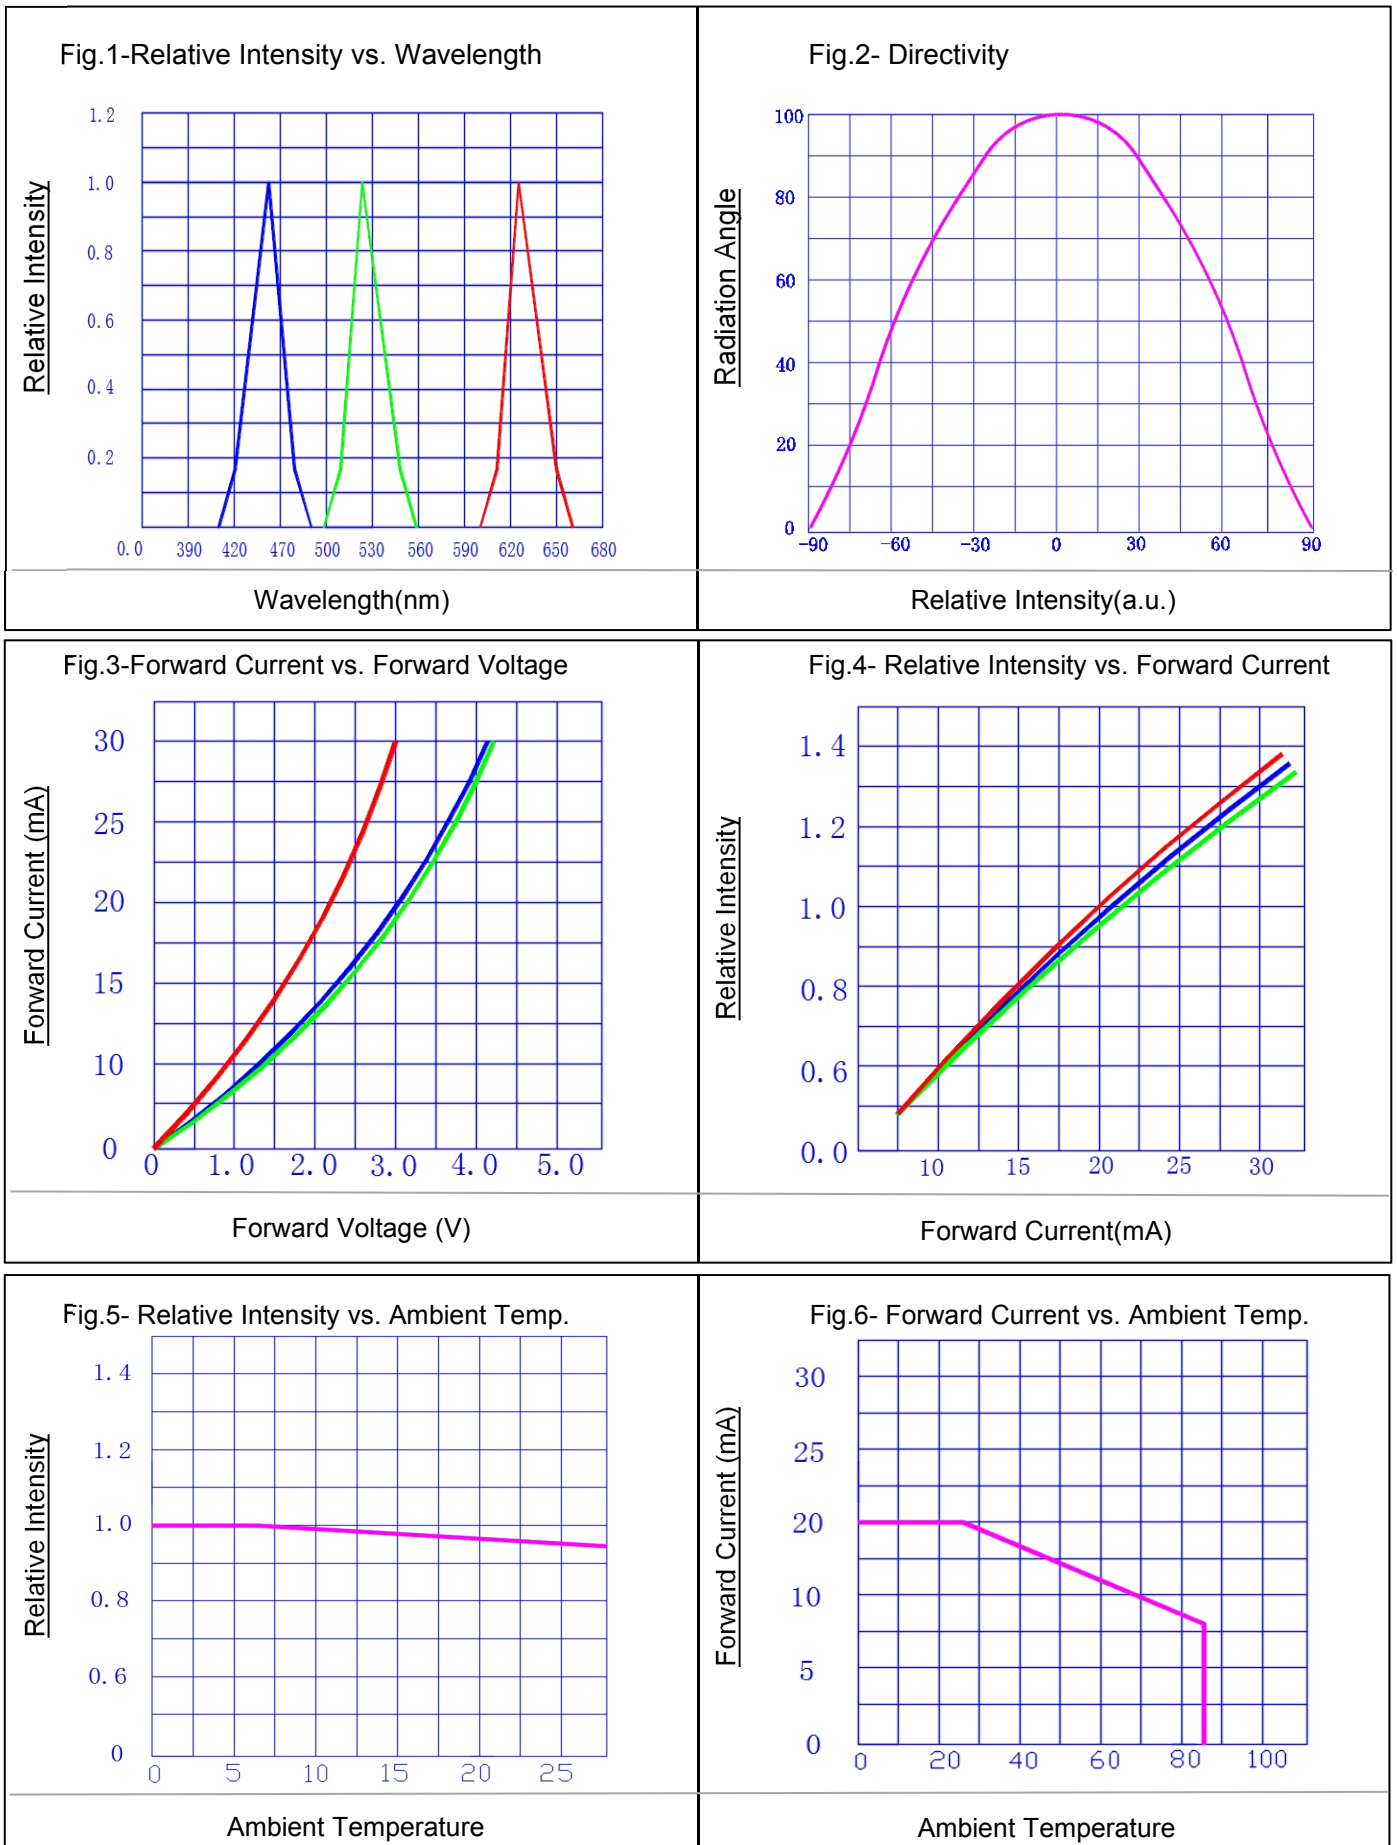 Fig.1-Relative Intensity vs. Wavelength
Relative Intensity
1.2
1.0
0.8
0.6
0.4
0.2
0.0 390 420 470 500 530 560 590 620 650 680
Wavelength(nm)
Fig.2- Directivity
Radiation Angle
100
80
60
40
20
0
-90 -60 -30 0 30 60 90
Relative Intensity(a.u.)
Fig.3-Forward Current vs. Forward Voltage
Forward Current (mA)
30
25
20
15
10
0
0 1.0 2.0 3.0 4.0 5.0
Forward Voltage (V)
Fig.4- Relative Intensity vs. Forward Current
Relative Intensity
1.4
1.2
1.0
0.8
0.6
0.0
10 15 20 25 30
Forward Current(mA)
Fig.5- Relative Intensity vs. Ambient Temp.
Relative Intensity
1.4
1.2
1.0
0.8
0.6
0
0 5 10 15 20 25
Ambient Temperature
Fig.6- Forward Current vs. Ambient Temp.
Forward Current (mA)
30
25
20
10
5
0
0 20 40 60 80 100
Ambient Temperature